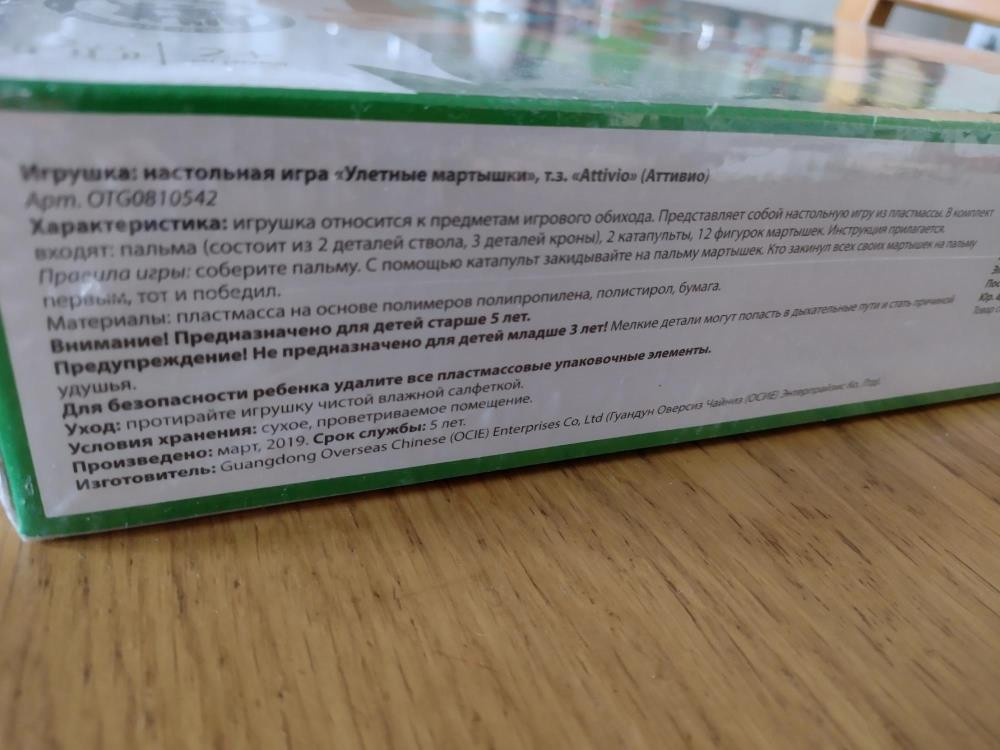 Игрушка: настольная игра «Улетные мартышки», т.з. «Attivio» (Аттивио)
Арт. OTG0810542
Характеристика: игрушка относится к предметам игрового обихода. Представляет собой настольную игру из пластмассы. В комплект
входят: пальма (состоит из 2 деталей ствола, 3 деталей кроны), 2 катапульты, 12 фигурок мартышек. Инструкция прилагается.
Правила игры: соберите пальму. С помощью катапульт закидывайте на пальму мартышек. Кто закинул всех своих мартышек на пальму
первым, тот и победил.
Материалы: пластмасса на основе полимеров полипропилена, полистирол, бумага.
Внимание! Предназначено для детей старше 5 лет.
Предупреждение! Не предназначено для детей младше 3 лет! Мелкие детали могут попасть в дыхательные пути и стать причиной
удушья.
Для безопасности ребенка удалите все пластмассовые упаковочные элементы.
Уход: протирайте игрушку чистой влажной салфеткой.
Условия хранения: сухое, проветриваемое помещение.
Произведено: март, 2019. Срок службы: 5 лет.
Изготовитель: Guangdong Overseas Chinese (OCIE) Enterprises Co, Ltd (Гуандун Оверсиз Чайниз (ОСИЕ) Энтерпрайзис Ко, Лтд).
Пос
Юр.
Товар